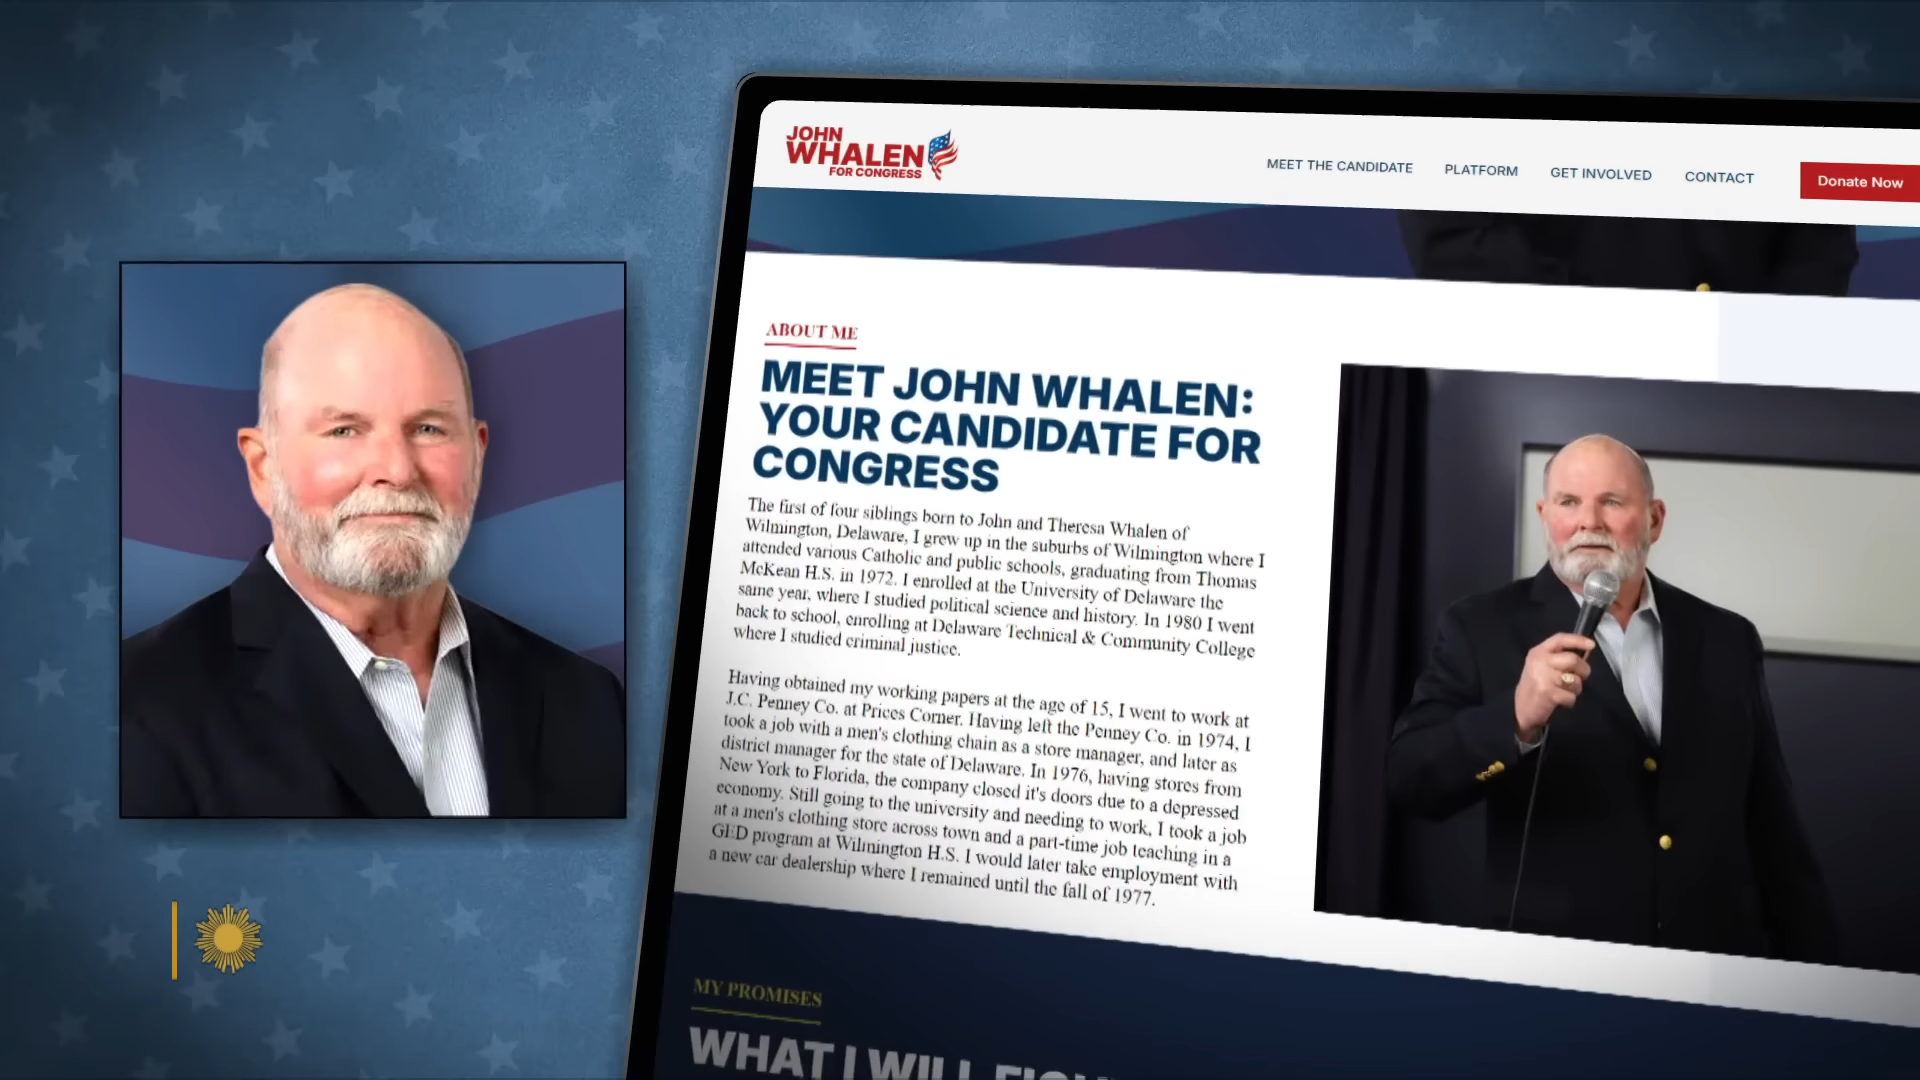 JOHN
WHALEN
FOR CONGRESS
MEET THE CANDIDATE
PLATFORM
GET INVOLVED
CONTACT
Donate Now
ABOUT ME
MEET JOHN WHALEN:
YOUR CANDIDATE FOR
CONGRESS
The first of four siblings born to John and Theresa Whalen of
Wilmington, Delaware, I grew up in the suburbs of Wilmington where I
attended various Catholic and public schools, graduating from Thomas
McKean H.S. in 1972. I enrolled at the University of Delaware the
same year, where I studied political science and history. In 1980 I went
back to school, enrolling at Delaware Technical & Community College
where I studied criminal justice.
Having obtained my working papers at the age of 15, I went to work at
J.C. Penney Co. at Prices Corner. Having left the Penney Co. in 1974, I
took a job with a men's clothing chain as a store manager, and later as
district manager for the state of Delaware. In 1976, having stores from
New York to Florida, the company closed it's doors due to a depressed
economy. Still going to the university and needing to work, I took a job
at a men's clothing store across town and a part-time job teaching in a
GED program at Wilmington H.S. I would later take employment with
a new car dealership where I remained until the fall of 1977.
MY PROMISES
WHAT I WILL